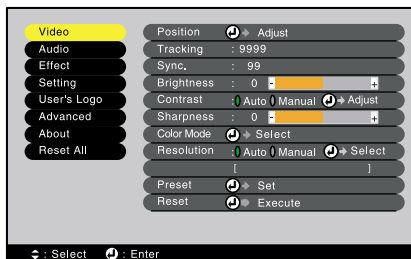 Video
Audio
Effect
Setting
User's Logo
Advanced
About
Reset All
Position Adjust
Tracking : 9999
Sync. : 99
Brightness : 0 - +
Contrast : Auto Manual Adjust
Sharpness : 0 - +
Color Mode Select
Resolution : Auto Manual Select
[ ]
Preset Set
Reset Execute
: Select : Enter